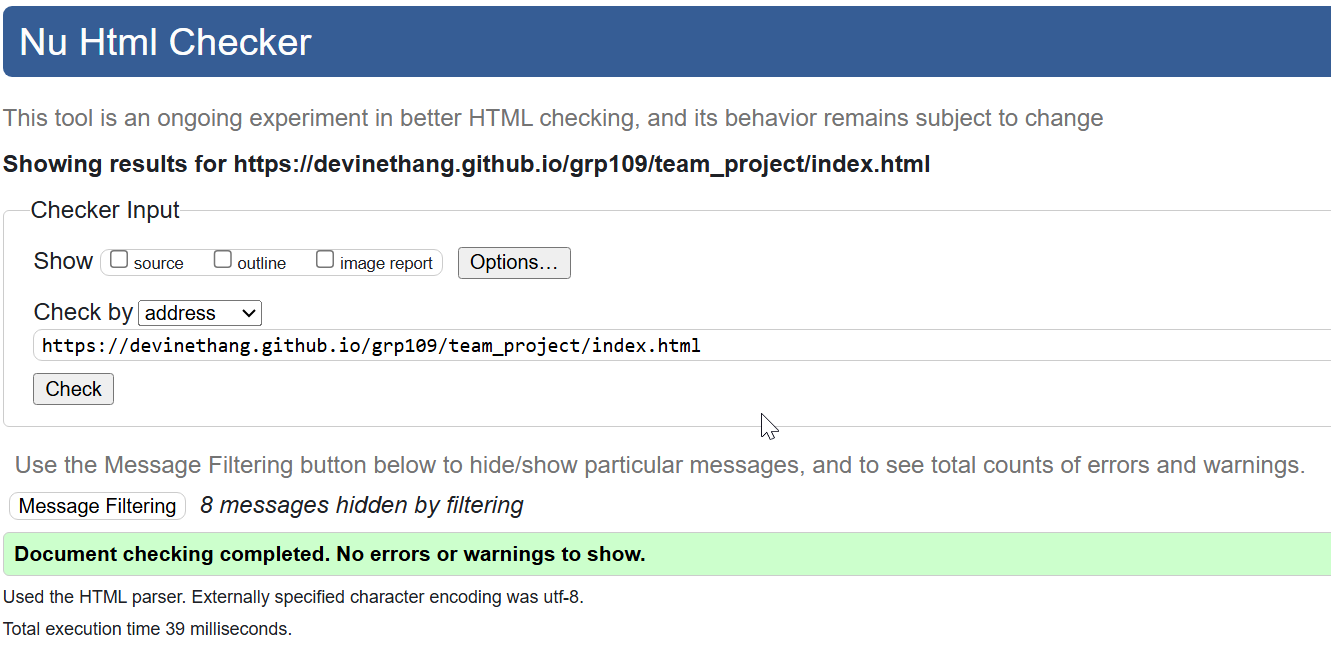 Nu Html Checker
This tool is an ongoing experiment in better HTML checking, and its behavior remains subject to change
Showing results for https://devinethang.github.io/grp109/team_project/index.html
Checker Input
Show source outline image report Options...
Check by address
https://devinethang.github.io/grp109/team_project/index.html
Check
Use the Message Filtering button below to hide/show particular messages, and to see total counts of errors and warnings.
Message Filtering 8 messages hidden by filtering
Document checking completed. No errors or warnings to show.
Used the HTML parser. Externally specified character encoding was utf-8.
Total execution time 39 milliseconds.